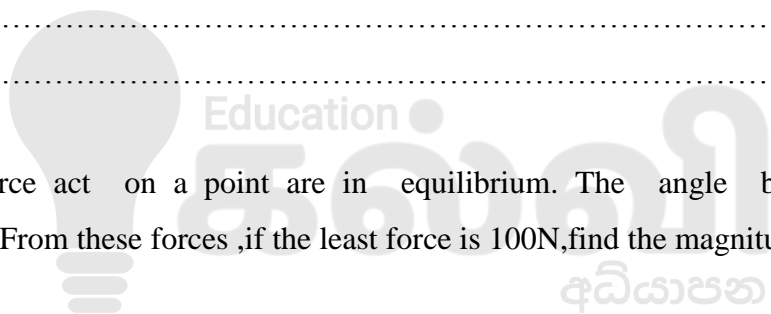 ……………………………………………………………………
……………………………………………………………………
Education
கல்வி
rce act on a point are in equilibrium. The angle b
From these forces ,if the least force is 100N,find the magnitu
අධ්‍යාපන